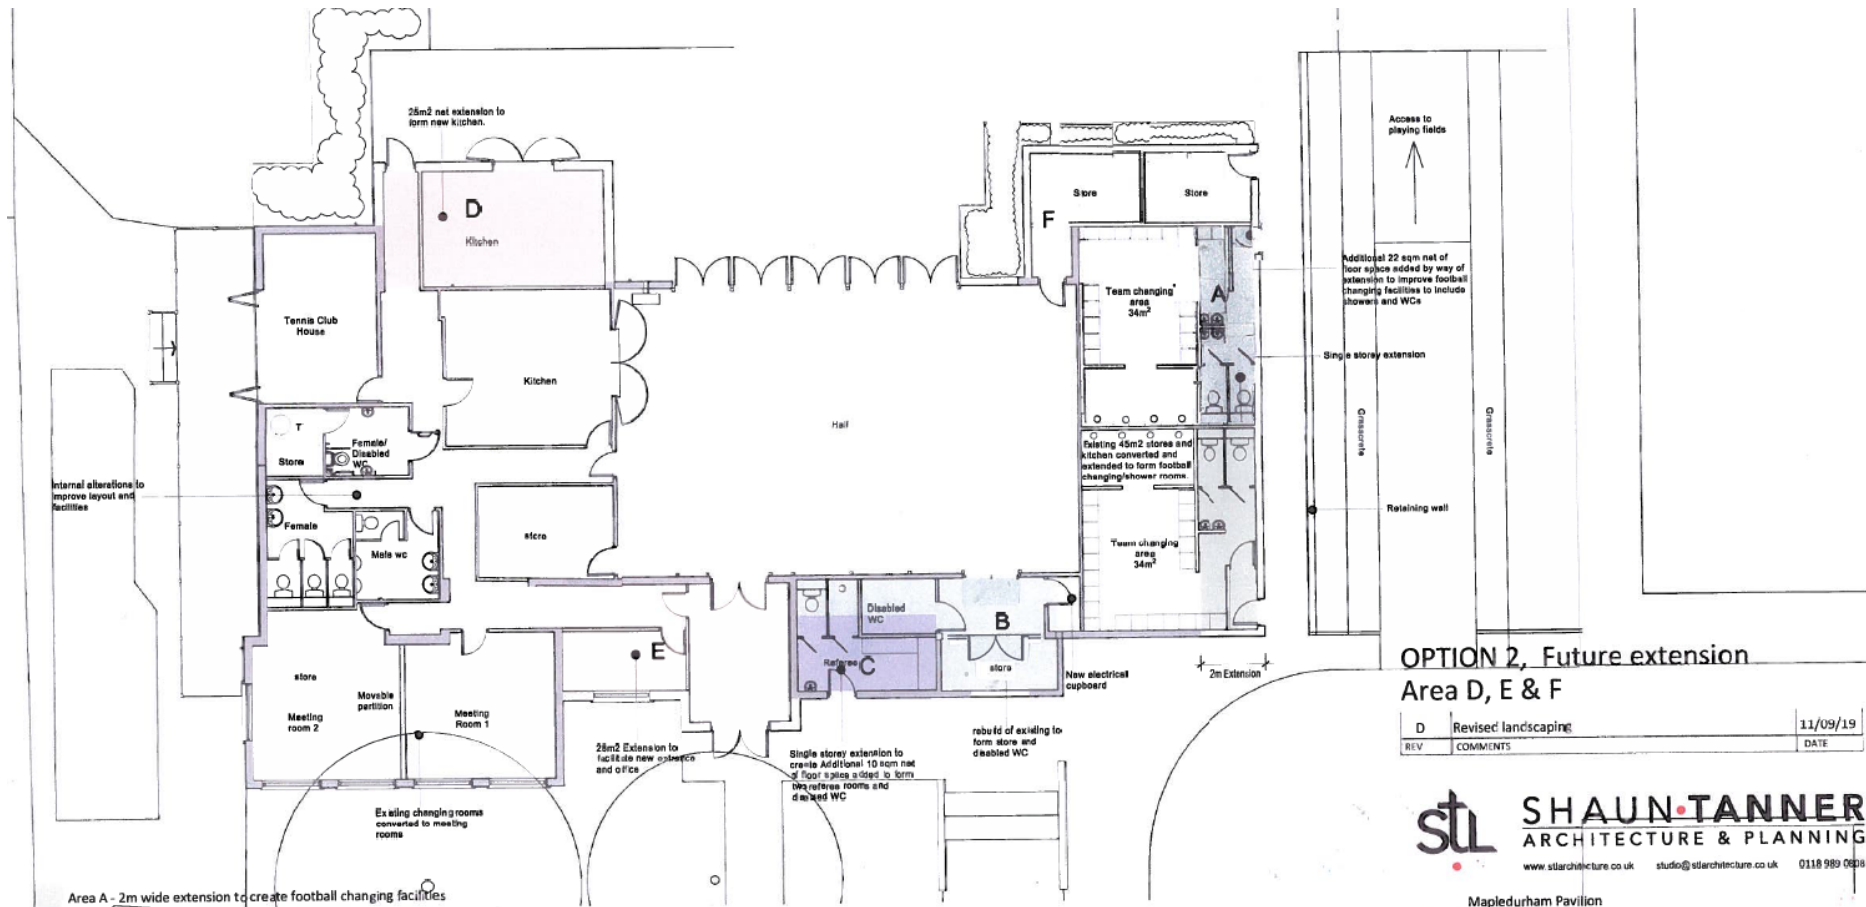 25m2 net extension to
form new kitchen.
D
Kitchen
Tennis Club
House
Kitchen
T
Store
Female/
Disabled
WC
Internal alterations to
improve layout and
facilities
Female
Male wc
store
Hall
store
Meeting
room 2
Movable
partition
Meeting
Room 1
E
Existing changing rooms
converted to meeting
rooms
28m2 Extension to
facilitate new entrance
and office
Disabled
WC
B
Referee
C
store
New electrical
cupboard
Single storey extension to
create Additional 10 sqm net
of floor space added to form
two referee rooms and
disabled WC
rebuild of existing to
form store and
disabled WC
Store
Store
F
Team changing
area
34m²
A
Existing 45m2 stores and
kitchen converted and
extended to form football
changing/shower rooms.
Team changing
area
34m²
2m Extension
Additional 22 sqm net of
floor space added by way of
extension to improve football
changing facilities to include
showers and WCs
Single storey extension
Access to
playing fields
Grasscrete
Grasscrete
Retaining wall
OPTION 2, Future extension
Area D, E & F
D Revised landscaping 11/09/19
REV COMMENTS DATE
STL
SHAUN•TANNER
ARCHITECTURE & PLANNING
www.stlarchitecture.co.uk studio@stlarchitecture.co.uk 0118 989 0808
Mapledurham Pavilion
Area A - 2m wide extension to create football changing facilities